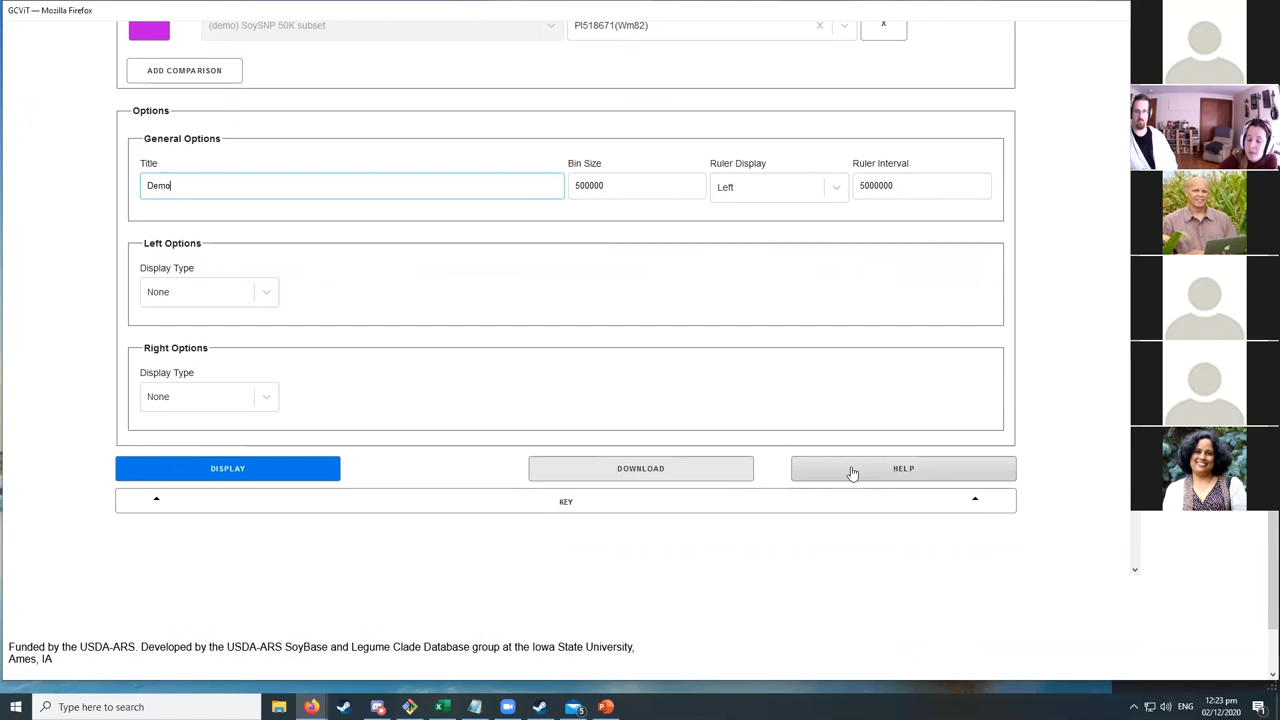 GCViT — Mozilla Firefox
(demo) SoySNP 50K subset
PI518671(Wm82)
X
ADD COMPARISON
Options
General Options
Title
Bin Size
Ruler Display
Ruler Interval
Demo
500000
Left
5000000
Left Options
Display Type
None
Right Options
Display Type
None
DISPLAY
DOWNLOAD
HELP
KEY
Funded by the USDA-ARS. Developed by the USDA-ARS SoyBase and Legume Clade Database group at the Iowa State University,
Ames, IA
Type here to search
5
ENG
12:23 pm
02/12/2020
1